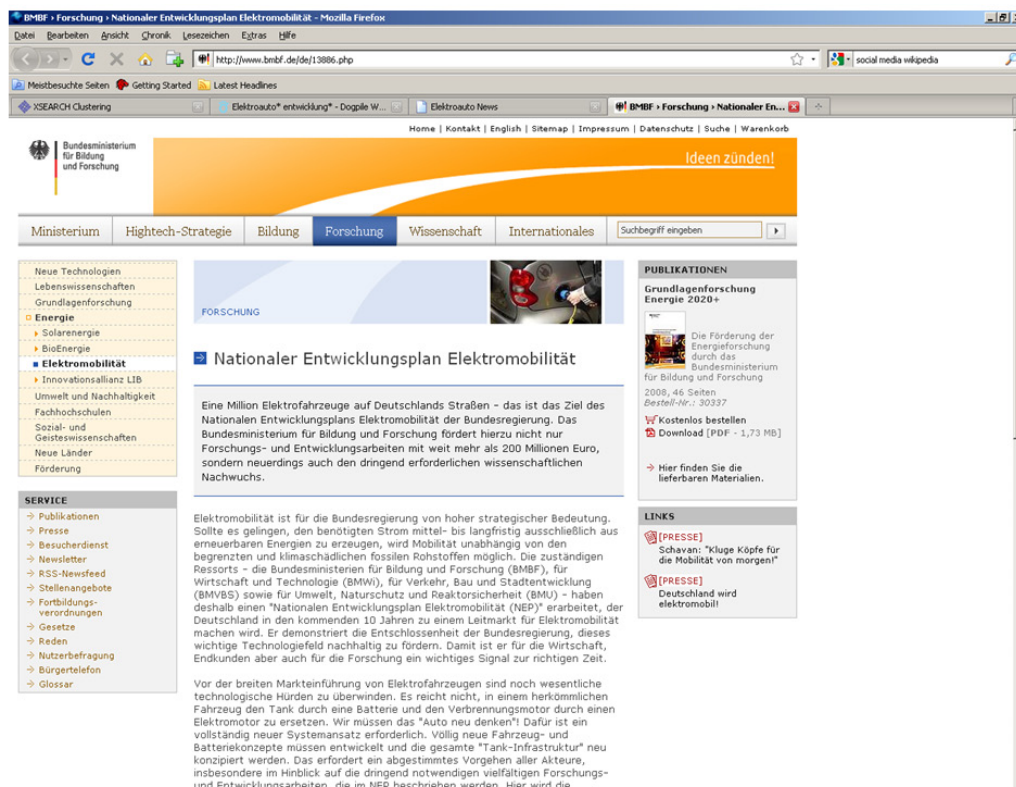 BMBF › Forschung › Nationaler Entwicklungsplan Elektromobilität - Mozilla Firefox
Datei Bearbeiten Ansicht Chronik Lesezeichen Extras Hilfe
http://www.bmbf.de/de/13886.php
social media wikipedia
Meistbesuchte Seiten Getting Started Latest Headlines
XSEARCH Clustering
Elektroauto* entwicklung* - Dogpile W...
Elektroauto News
BMBF › Forschung › Nationaler En...
Home | Kontakt | English | Sitemap | Impressum | Datenschutz | Suche | Warenkorb
Bundesministerium
für Bildung
und Forschung
Ideen zünden!
Ministerium
Hightech-Strategie
Bildung
Forschung
Wissenschaft
Internationales
Suchbegriff eingeben
Neue Technologien
Lebenswissenschaften
Grundlagenforschung
Energie
Solarenergie
BioEnergie
Elektromobilität
Innovationsallianz LIB
Umwelt und Nachhaltigkeit
Fachhochschulen
Sozial- und
Geisteswissenschaften
Neue Länder
Förderung
SERVICE
Publikationen
Presse
Besucherdienst
Newsletter
RSS-Newsfeed
Stellenangebote
Fortbildungs-
verordnungen
Gesetze
Reden
Nutzerbefragung
Bürgertelefon
Glossar
FORSCHUNG
Nationaler Entwicklungsplan Elektromobilität
Eine Million Elektrofahrzeuge auf Deutschlands Straßen – das ist das Ziel des
Nationalen Entwicklungsplans Elektromobilität der Bundesregierung. Das
Bundesministerium für Bildung und Forschung fördert hierzu nicht nur
Forschungs- und Entwicklungsarbeiten mit weit mehr als 200 Millionen Euro,
sondern neuerdings auch den dringend erforderlichen wissenschaftlichen
Nachwuchs.
Elektromobilität ist für die Bundesregierung von hoher strategischer Bedeutung.
Sollte es gelingen, den benötigten Strom mittel- bis langfristig ausschließlich aus
erneuerbaren Energien zu erzeugen, wird Mobilität unabhängig von den
begrenzten und klimaschädlichen fossilen Rohstoffen möglich. Die zuständigen
Ressorts – die Bundesministerien für Bildung und Forschung (BMBF), für
Wirtschaft und Technologie (BMWi), für Verkehr, Bau und Stadtentwicklung
(BMVBS) sowie für Umwelt, Naturschutz und Reaktorsicherheit (BMU) – haben
deshalb einen "Nationalen Entwicklungsplan Elektromobilität (NEP)" erarbeitet, der
Deutschland in den kommenden 10 Jahren zu einem Leitmarkt für Elektromobilität
machen wird. Er demonstriert die Entschlossenheit der Bundesregierung, dieses
wichtige Technologiefeld nachhaltig zu fördern. Damit ist er für die Wirtschaft,
Endkunden aber auch für die Forschung ein wichtiges Signal zur richtigen Zeit.
Vor der breiten Markteinführung von Elektrofahrzeugen sind noch wesentliche
technologische Hürden zu überwinden. Es reicht nicht, in einem herkömmlichen
Fahrzeug den Tank durch eine Batterie und den Verbrennungsmotor durch einen
Elektromotor zu ersetzen. Wir müssen das "Auto neu denken"! Dafür ist ein
vollständig neuer Systemansatz erforderlich. Völlig neue Fahrzeug- und
Batteriekonzepte müssen entwickelt und die gesamte "Tank-Infrastruktur" neu
konzipiert werden. Das erfordert ein abgestimmtes Vorgehen aller Akteure,
insbesondere im Hinblick auf die dringend notwendigen vielfältigen Forschungs-
und Entwicklungsarbeiten, die im NEP beschrieben werden. Hier wird die
PUBLIKATIONEN
Grundlagenforschung
Energie 2020+
Die Förderung der
Energieforschung
durch das
Bundesministerium
für Bildung und Forschung
2008, 46 Seiten
Bestell-Nr.: 30337
Kostenlos bestellen
Download [PDF - 1,73 MB]
Hier finden Sie die
lieferbaren Materialien.
LINKS
[PRESSE]
Schavan: "Kluge Köpfe für
die Mobilität von morgen!"
[PRESSE]
Deutschland wird
elektromobil!